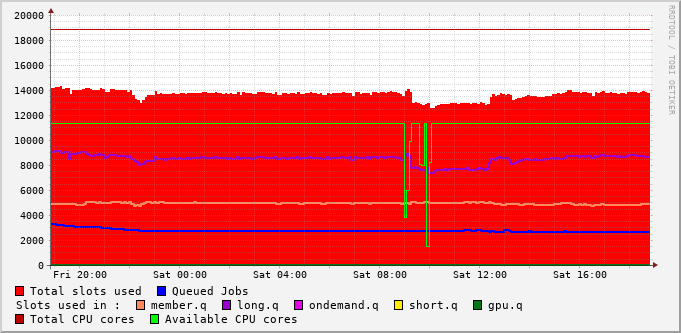 20000
18000
16000
14000
12000
10000
8000
6000
4000
2000
0
Fri 20:00 Sat 00:00 Sat 04:00 Sat 08:00 Sat 12:00 Sat 16:00
Total slots used Queued Jobs
Slots used in : member.q long.q ondemand.q short.q gpu.q
Total CPU cores Available CPU cores
RRDTOOL / TOBI OETIKER